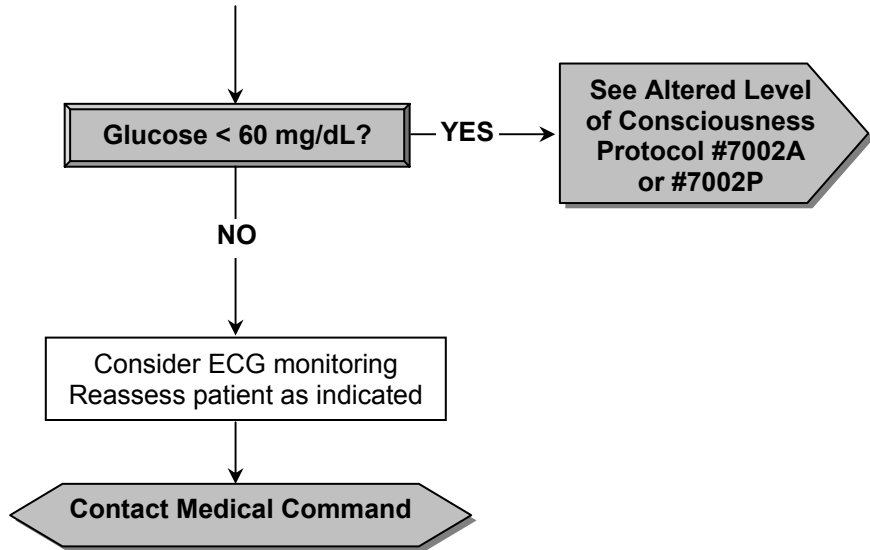 Glucose < 60 mg/dL?
YES
See Altered Level
of Consciousness
Protocol #7002A
or #7002P
NO
Consider ECG monitoring
Reassess patient as indicated
Contact Medical Command